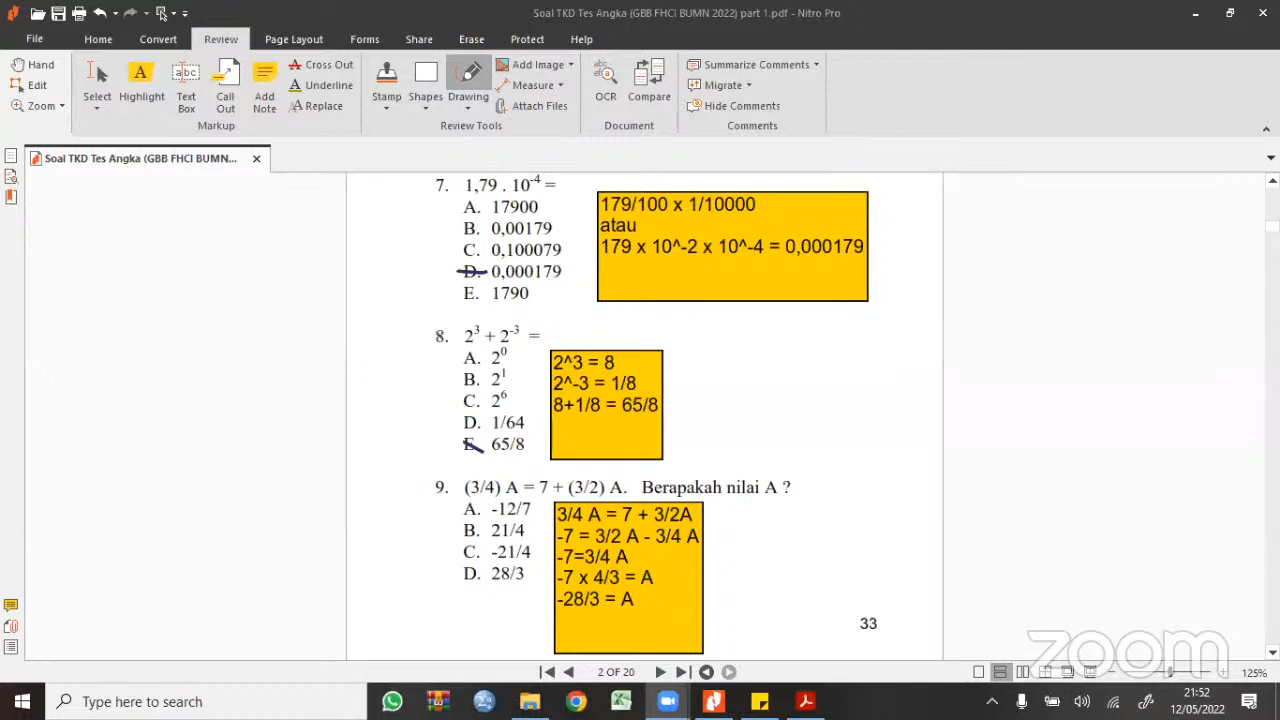 Soal TKD Tes Angka (GBB FHCI BUMN 2022) part 1.pdf - Nitro Pro
File Home Convert Review Page Layout Forms Share Erase Protect Help
Hand
Edit
Zoom
Select
Highlight
Text Box
Call Out
Add Note
Cross Out
Underline
Replace
Markup
Stamp
Shapes
Drawing
Add Image
Measure
Attach Files
Review Tools
OCR
Compare
Document
Summarize Comments
Migrate
Hide Comments
Comments
Soal TKD Tes Angka (GBB FHCI BUMN...
7. 1,79 . 10^-4 =
A. 17900
B. 0,00179
C. 0,100079
D. 0,000179
E. 1790
179/100 x 1/10000
atau
179 x 10^-2 x 10^-4 = 0,000179
8. 2^3 + 2^-3 =
A. 2^0
B. 2^1
C. 2^6
D. 1/64
E. 65/8
2^3 = 8
2^-3 = 1/8
8+1/8 = 65/8
9. (3/4) A = 7 + (3/2) A. Berapakah nilai A ?
A. -12/7
B. 21/4
C. -21/4
D. 28/3
3/4 A = 7 + 3/2A
-7 = 3/2 A - 3/4 A
-7=3/4 A
-7 x 4/3 = A
-28/3 = A
33
zoom
2 OF 20
125%
Type here to search
21:52
12/05/2022